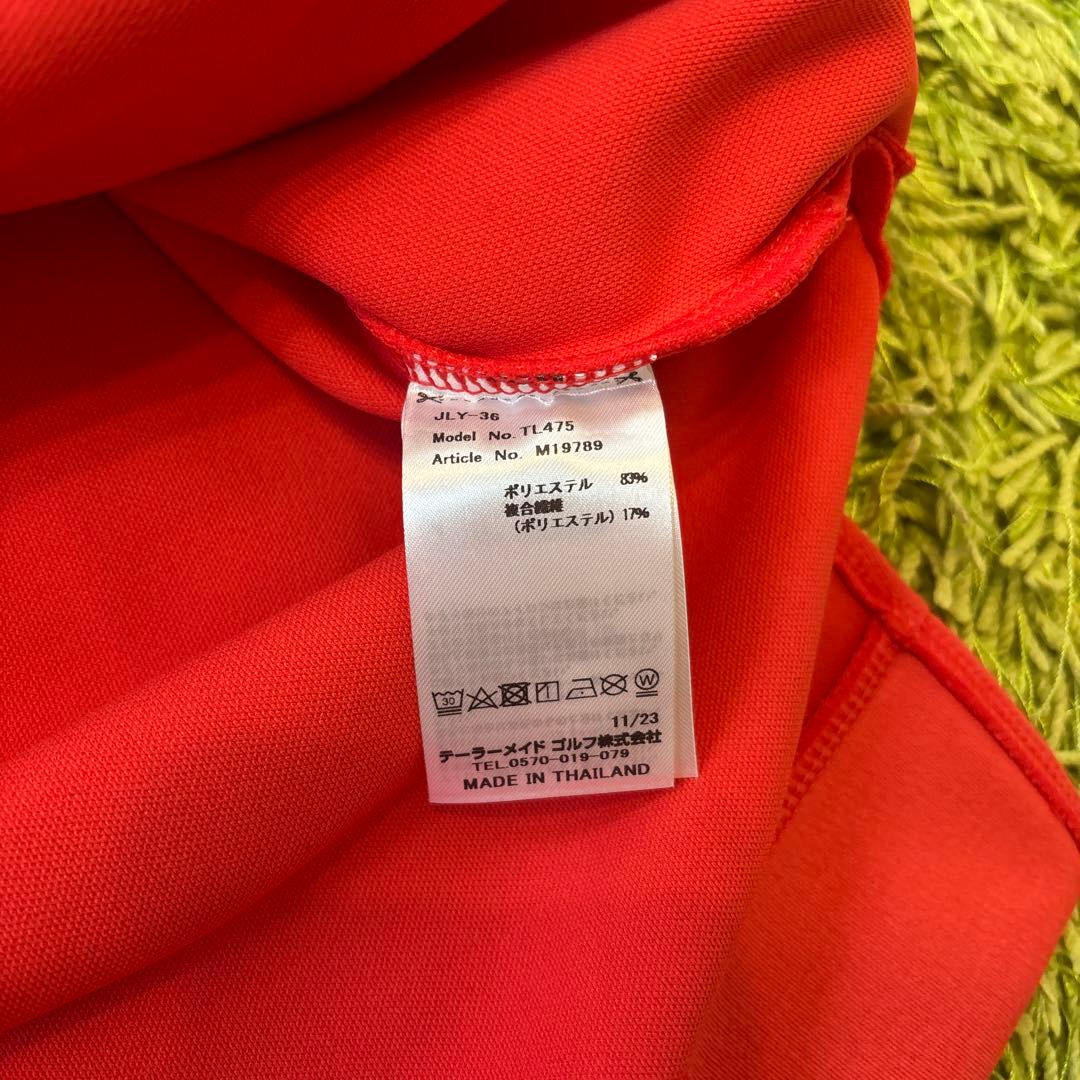 JLY-36
Model No. TL475
Article No. M19789
ポリエステル 83%
複合繊維
(ポリエステル) 17%
30
W
11/23
テーラーメイド ゴルフ株式会社
TEL.0570-019-079
MADE IN THAILAND